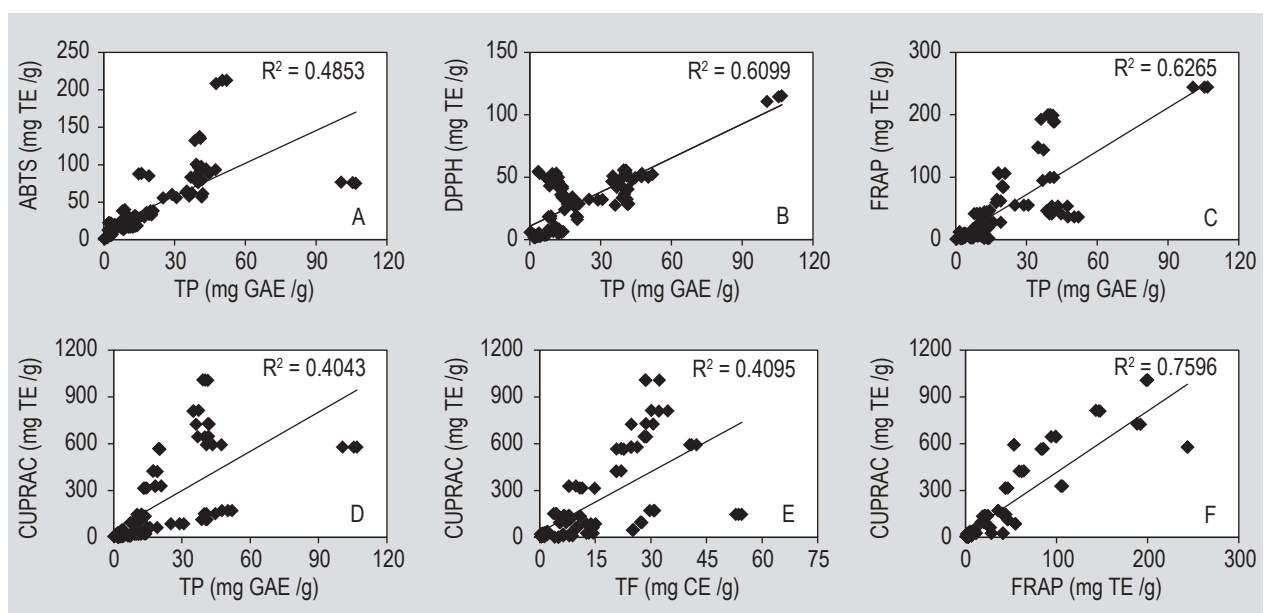 250
200
150
100
50
0
ABTS (mg TE /g)
R² = 0.4853
A
0 30 60 90 120
TP (mg GAE /g)
150
100
50
0
DPPH (mg TE /g)
R² = 0.6099
B
0 30 60 90 120
TP (mg GAE /g)
300
200
100
0
FRAP (mg TE /g)
R² = 0.6265
C
0 30 60 90 120
TP (mg GAE /g)
1200
900
600
300
0
CUPRAC (mg TE /g)
R² = 0.4043
D
0 30 60 90 120
TP (mg GAE /g)
1200
900
600
300
0
CUPRAC (mg TE /g)
R² = 0.4095
E
0 15 30 45 60 75
TF (mg CE /g)
1200
900
600
300
0
CUPRAC (mg TE /g)
R² = 0.7596
F
0 100 200 300
FRAP (mg TE /g)